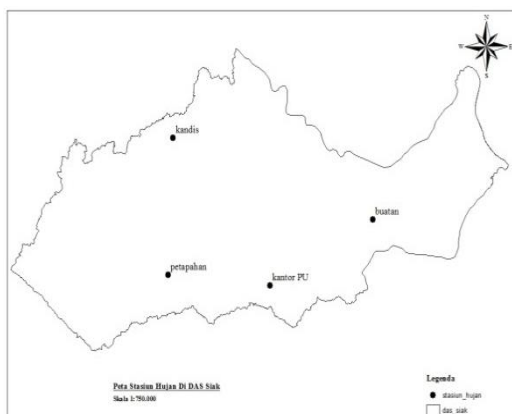 N
W E
S
kandis
buatan
petapahan
kantor PU
Peta Stasiun Hujan Di DAS Siak
Skala 1:750.000
Legenda
stasiun_hujan
das_siak